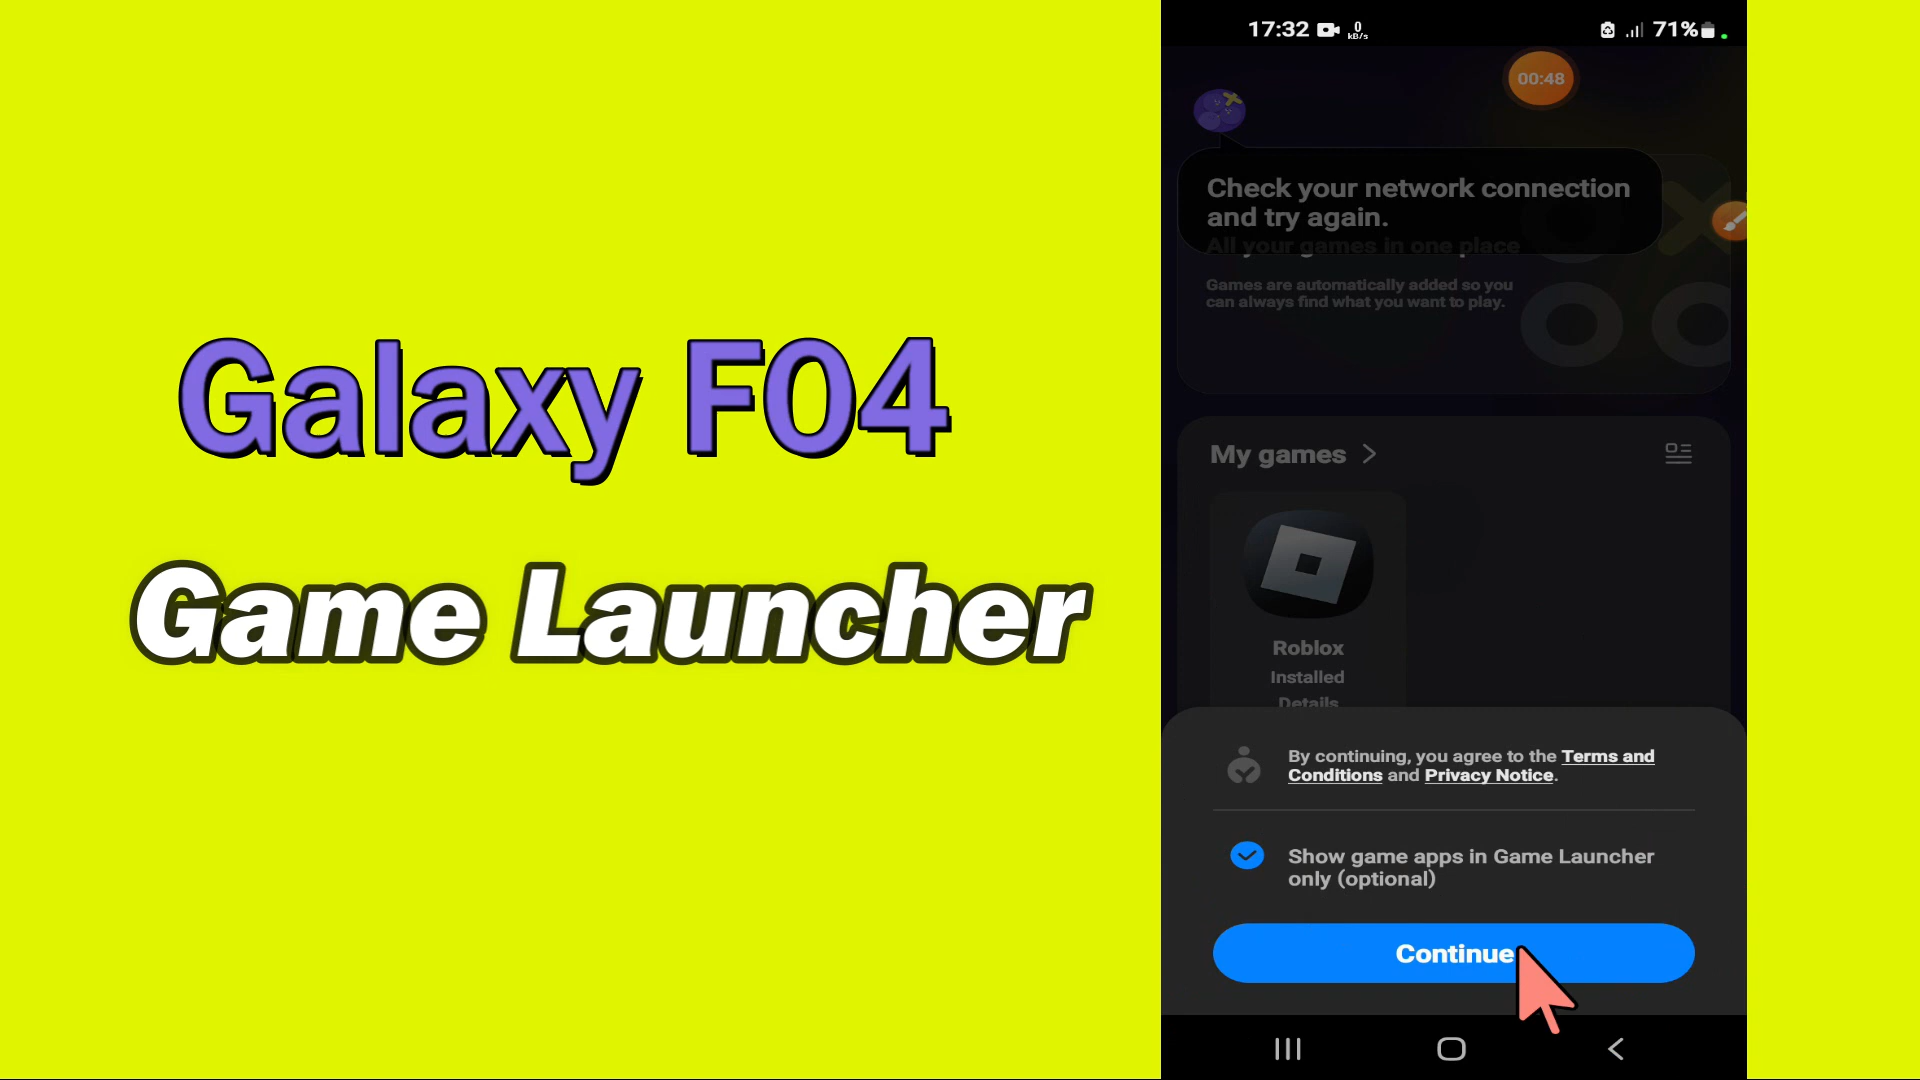 Galaxy F04
Game Launcher
17:32 0 kB/s 71%
00:48
Check your network connection
and try again.
All your games in one place
Games are automatically added so you
can always find what you want to play.
My games
Roblox
Installed
Details
By continuing, you agree to the Terms and
Conditions and Privacy Notice.
Show game apps in Game Launcher
only (optional)
Continue